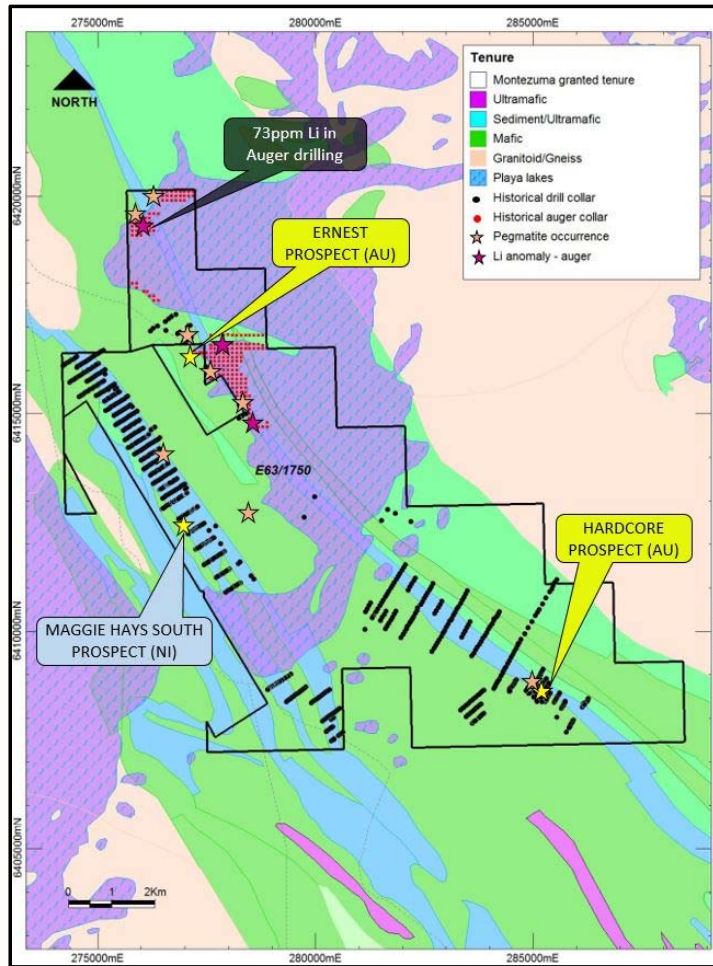 275000mE
280000mE
285000mE
NORTH
Tenure
Montezuma granted tenure
Ultramafic
Sediment/Ultramafic
Mafic
Granitoid/Gneiss
Playa lakes
Historical drill collar
Historical auger collar
Pegmatite occurrence
Li anomaly - auger
73ppm Li in
Auger drilling
6420000mN
ERNEST
PROSPECT (AU)
6415000mN
E63/1750
HARDCORE
PROSPECT (AU)
MAGGIE HAYS SOUTH
PROSPECT (NI)
6410000mN
6405000mN
0 1 2Km
275000mE
280000mE
285000mE